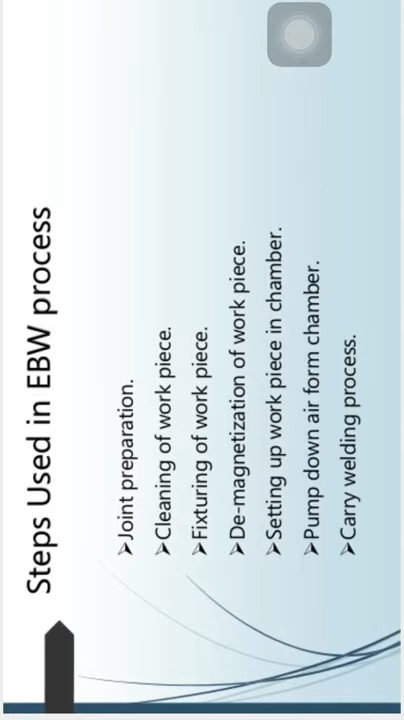 Steps Used in EBW process
➢Joint preparation.
➢Cleaning of work piece.
➢Fixturing of work piece.
➢De-magnetization of work piece.
➢Setting up work piece in chamber.
➢Pump down air form chamber.
➢Carry welding process.